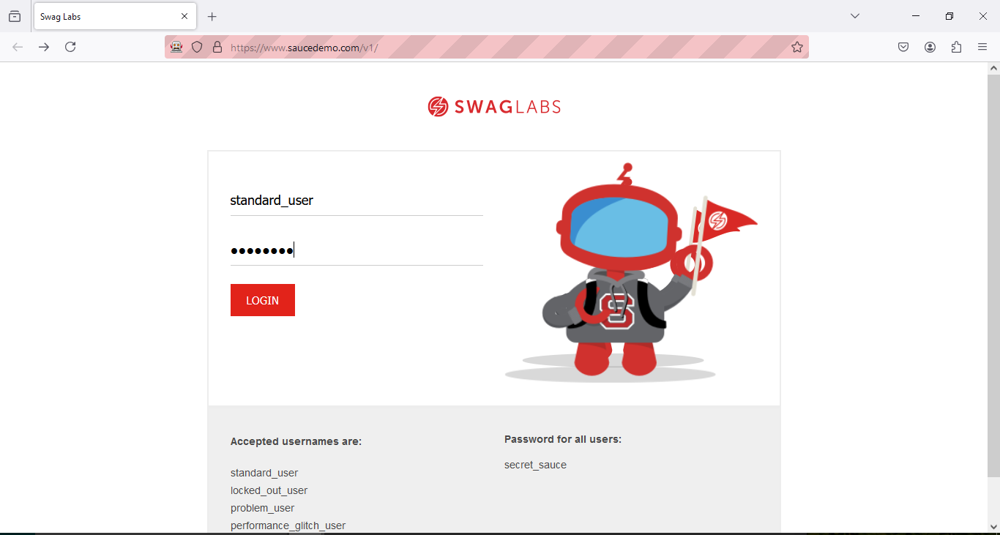 Swag Labs
https://www.saucedemo.com/v1/
SWAGLABS
standard_user
••••••••
LOGIN
S
Accepted usernames are:
standard_user
locked_out_user
problem_user
performance_glitch_user
Password for all users:
secret_sauce